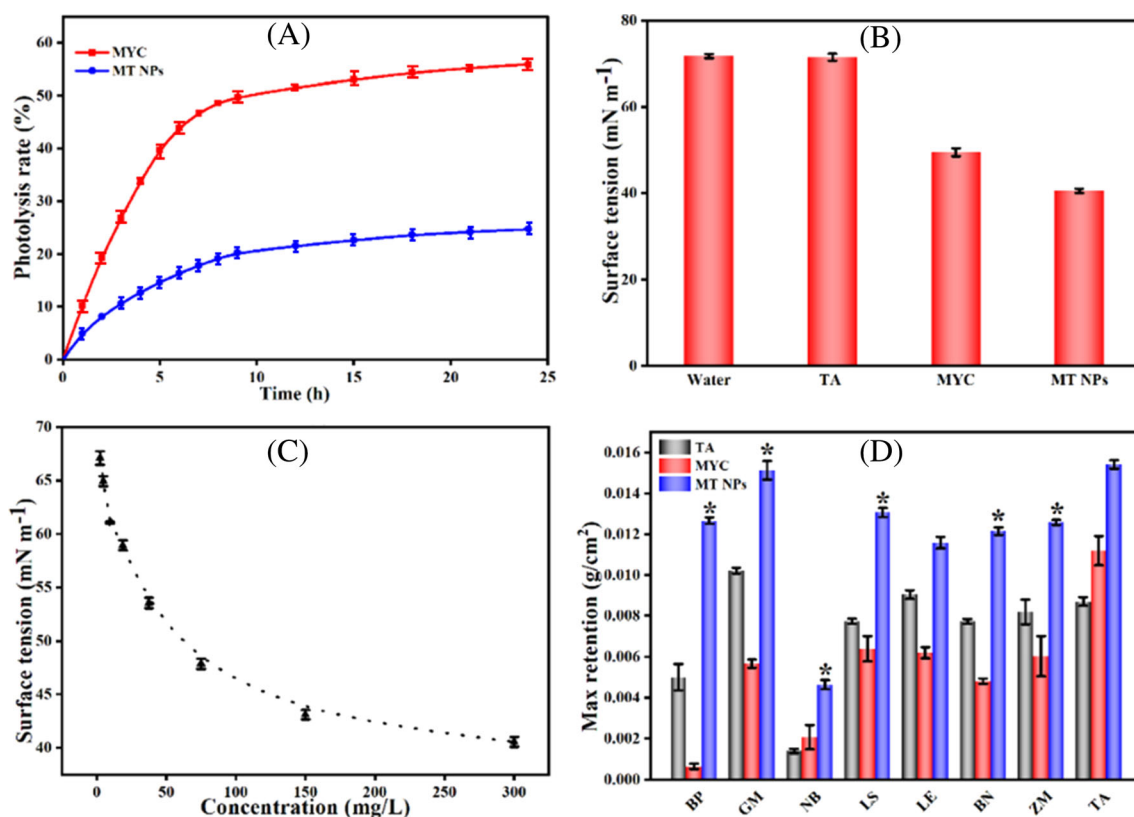 (A)
MYC
MT NPs
Photolysis rate (%)
60
50
40
30
20
10
0
0 5 10 15 20 25
Time (h)
(B)
Surface tension (mN m⁻¹)
80
60
40
20
0
Water TA MYC MT NPs
(C)
Surface tension (mN m⁻¹)
70
65
60
55
50
45
40
0 50 100 150 200 250 300
Concentration (mg/L)
(D)
TA
MYC
MT NPs
Max retention (g/cm²)
0.016
0.014
0.012
0.010
0.008
0.006
0.004
0.002
0.000
* * * * * *
BP GM NB LS LE BN ZM TA